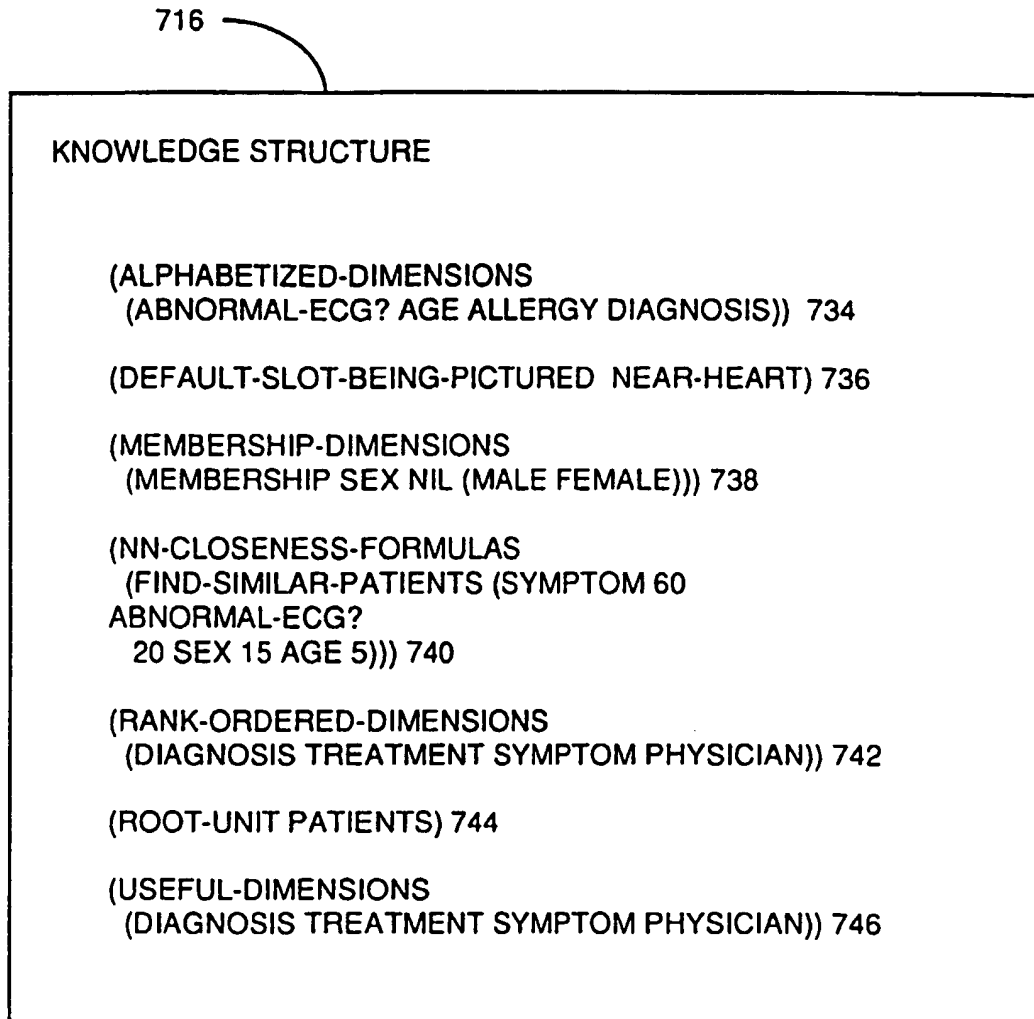 716
KNOWLEDGE STRUCTURE
(ALPHABETIZED-DIMENSIONS
(ABNORMAL-ECG? AGE ALLERGY DIAGNOSIS)) 734
(DEFAULT-SLOT-BEING-PICTURED NEAR-HEART) 736
(MEMBERSHIP-DIMENSIONS
(MEMBERSHIP SEX NIL (MALE FEMALE))) 738
(NN-CLOSENESS-FORMULAS
(FIND-SIMILAR-PATIENTS (SYMPTOM 60
ABNORMAL-ECG?
20 SEX 15 AGE 5))) 740
(RANK-ORDERED-DIMENSIONS
(DIAGNOSIS TREATMENT SYMPTOM PHYSICIAN)) 742
(ROOT-UNIT PATIENTS) 744
(USEFUL-DIMENSIONS
(DIAGNOSIS TREATMENT SYMPTOM PHYSICIAN)) 746